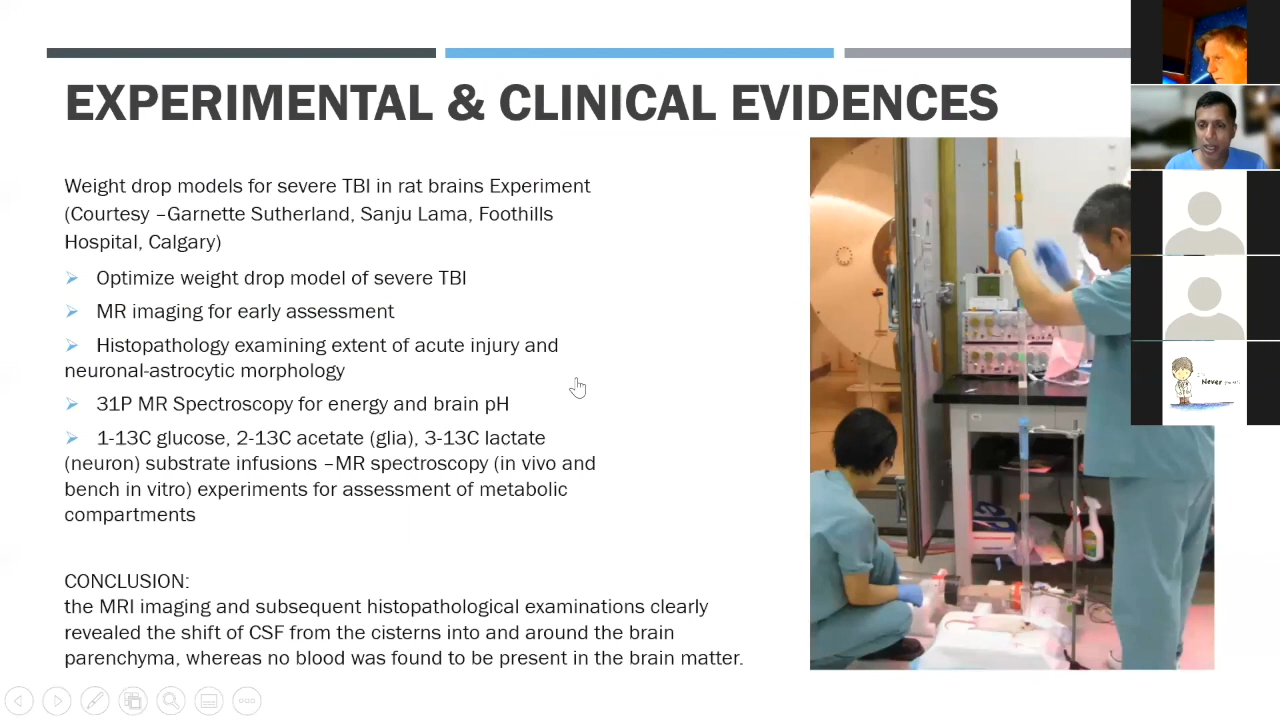 EXPERIMENTAL & CLINICAL EVIDENCES
Weight drop models for severe TBI in rat brains Experiment
(Courtesy –Garnette Sutherland, Sanju Lama, Foothills
Hospital, Calgary)
Optimize weight drop model of severe TBI
MR imaging for early assessment
Histopathology examining extent of acute injury and
neuronal-astrocytic morphology
31P MR Spectroscopy for energy and brain pH
1-13C glucose, 2-13C acetate (glia), 3-13C lactate
(neuron) substrate infusions –MR spectroscopy (in vivo and
bench in vitro) experiments for assessment of metabolic
compartments
CONCLUSION:
the MRI imaging and subsequent histopathological examinations clearly
revealed the shift of CSF from the cisterns into and around the brain
parenchyma, whereas no blood was found to be present in the brain matter.
Never